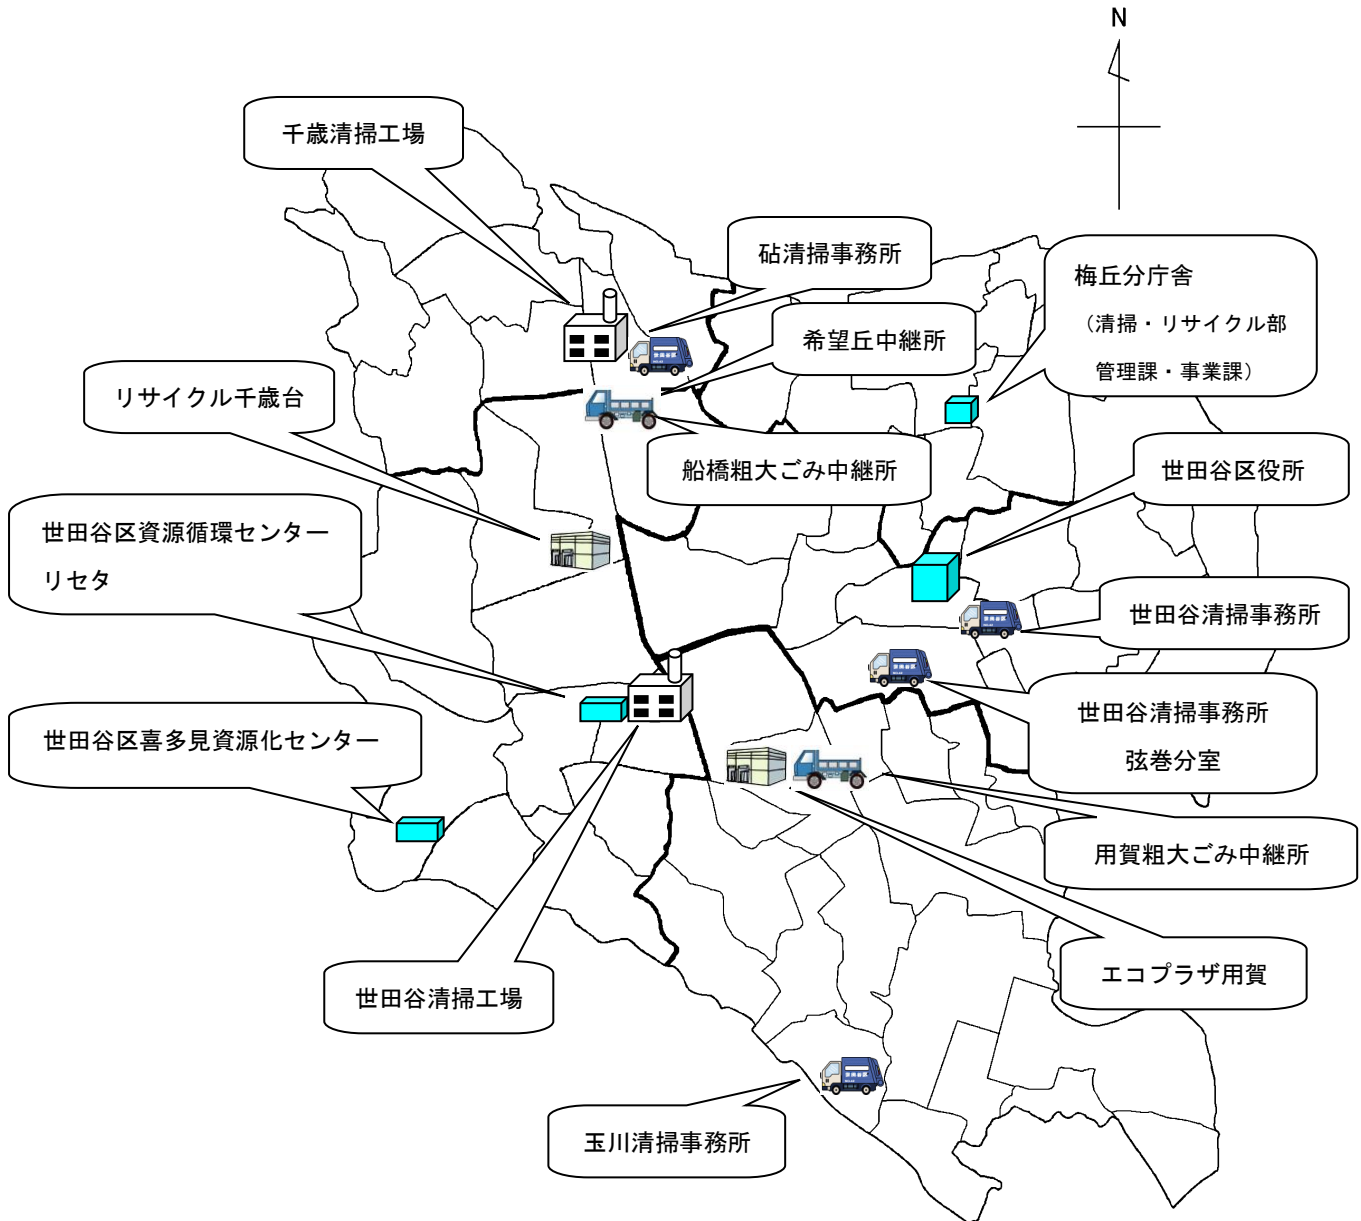 N
千歳清掃工場
砧清掃事務所
梅丘分庁舎
（清掃・リサイクル部
管理課・事業課）
希望丘中継所
リサイクル千歳台
船橋粗大ごみ中継所
世田谷区役所
世田谷区資源循環センター
リセタ
世田谷清掃事務所
世田谷清掃事務所
弦巻分室
世田谷区喜多見資源化センター
用賀粗大ごみ中継所
エコプラザ用賀
世田谷清掃工場
玉川清掃事務所